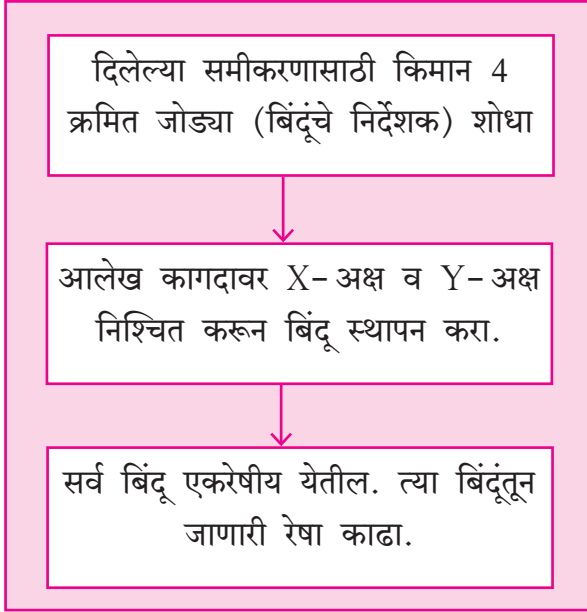 दिलेल्या समीकरणासाठी किमान 4
क्रमित जोड्या (बिंदूंचे निर्देशक) शोधा
आलेख कागदावर X- अक्ष व Y- अक्ष
निश्चित करून बिंदू स्थापन करा.
सर्व बिंदू एकरेषीय येतील. त्या बिंदूंतून
जाणारी रेषा काढा.